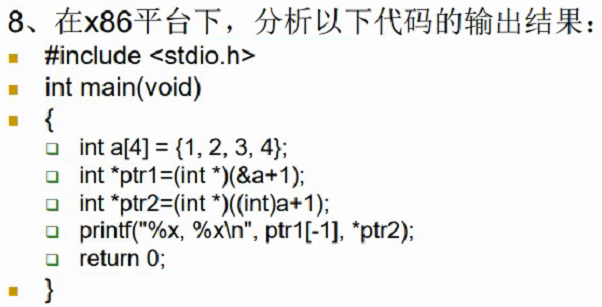 8、在x86平台下，分析以下代码的输出结果：
#include <stdio.h>
int main(void)
{
int a[4] = {1, 2, 3, 4};
int *ptr1=(int *)(&a+1);
int *ptr2=(int *)((int)a+1);
printf("%x, %x\n", ptr1[-1], *ptr2);
return 0;
}